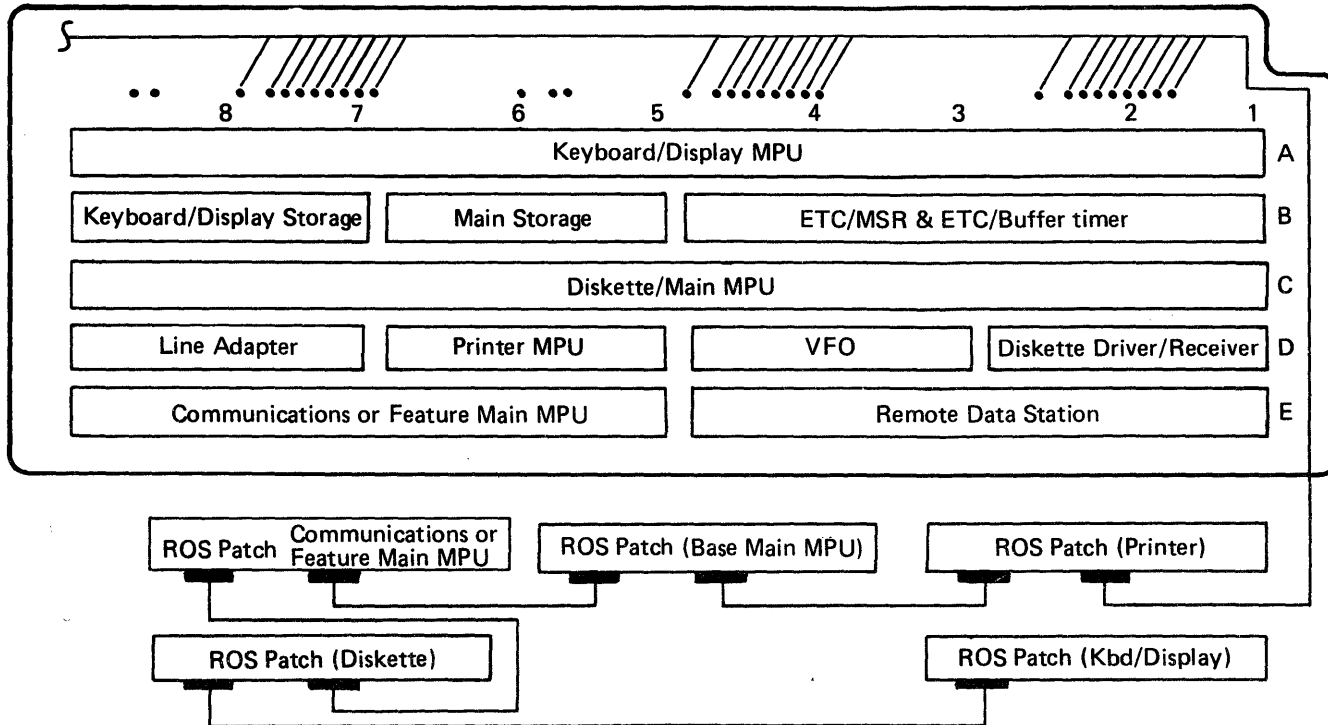 8 7 6 5 4 3 2 1
Keyboard/Display MPU A
Keyboard/Display Storage Main Storage ETC/MSR & ETC/Buffer timer B
Diskette/Main MPU C
Line Adapter Printer MPU VFO Diskette Driver/Receiver D
Communications or Feature Main MPU Remote Data Station E
ROS Patch Communications or
Feature Main MPU
ROS Patch (Base Main MPU)
ROS Patch (Printer)
ROS Patch (Diskette)
ROS Patch (Kbd/Display)